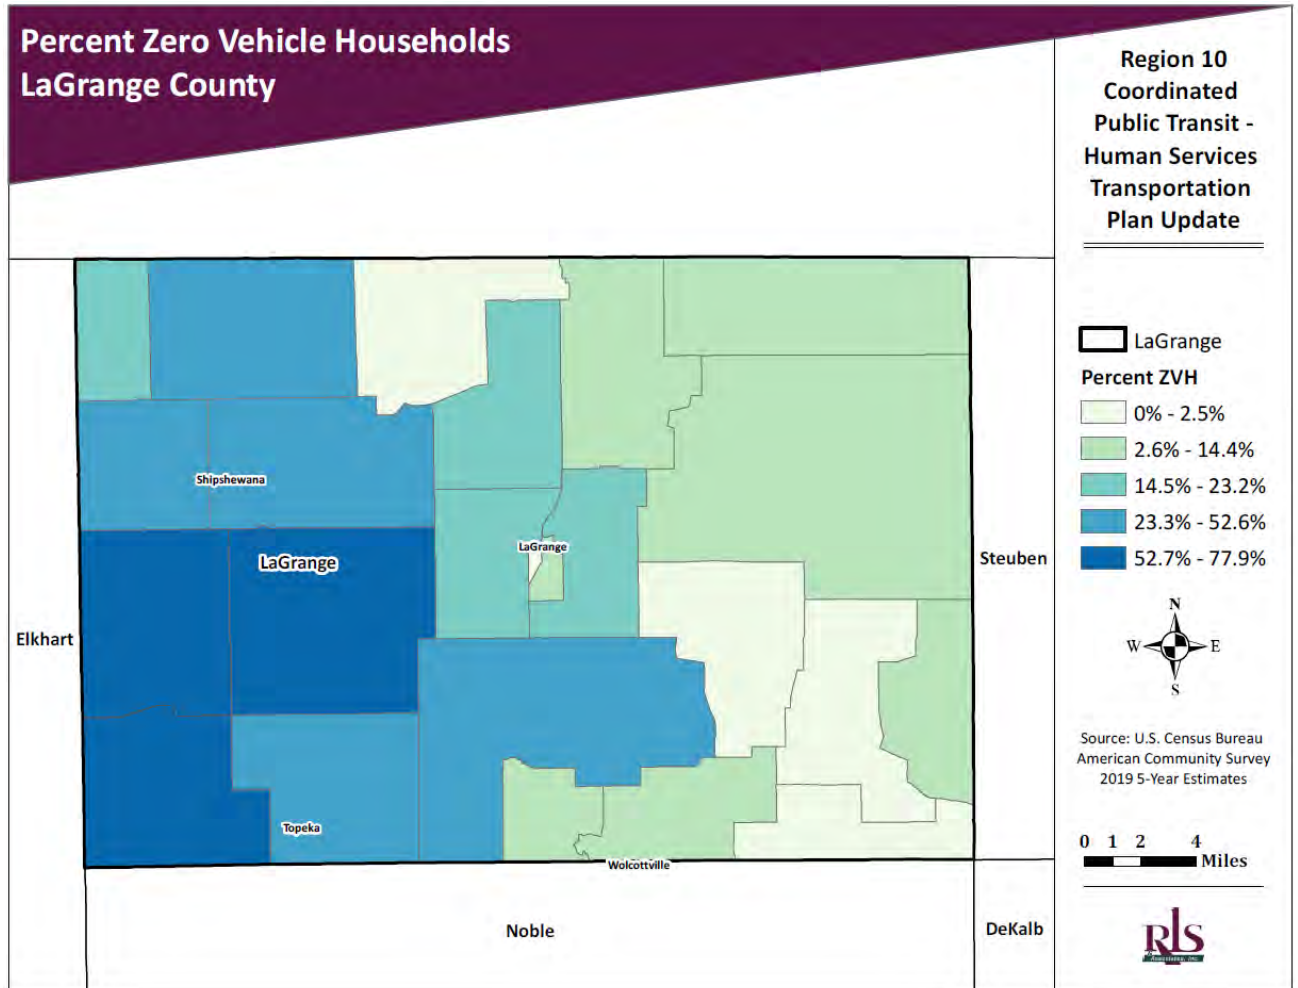 Percent Zero Vehicle Households
LaGrange County
Region 10
Coordinated
Public Transit -
Human Services
Transportation
Plan Update
LaGrange
Percent ZVH
0% - 2.5%
2.6% - 14.4%
14.5% - 23.2%
23.3% - 52.6%
52.7% - 77.9%
Shipshewana
LaGrange
LaGrange
Steuben
Elkhart
Topeka
Wolcottville
Noble
DeKalb
N
W E
S
Source: U.S. Census Bureau
American Community Survey
2019 5-Year Estimates
0 1 2 4
Miles
RLS
& Associates, Inc.